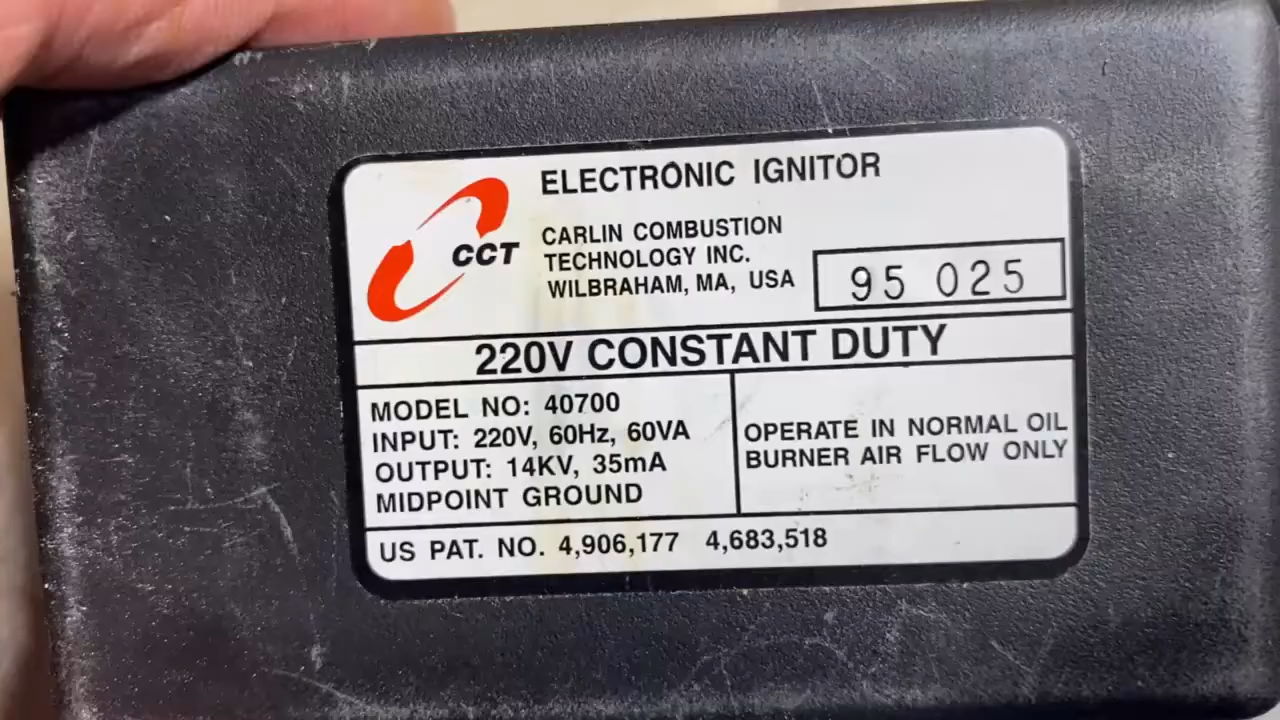 ELECTRONIC IGNITOR
CCT
CARLIN COMBUSTION
TECHNOLOGY INC.
WILBRAHAM, MA, USA
95 025
220V CONSTANT DUTY
MODEL NO: 40700
INPUT: 220V, 60Hz, 60VA
OUTPUT: 14KV, 35mA
MIDPOINT GROUND
OPERATE IN NORMAL OIL
BURNER AIR FLOW ONLY
US PAT. NO. 4,906,177 4,683,518